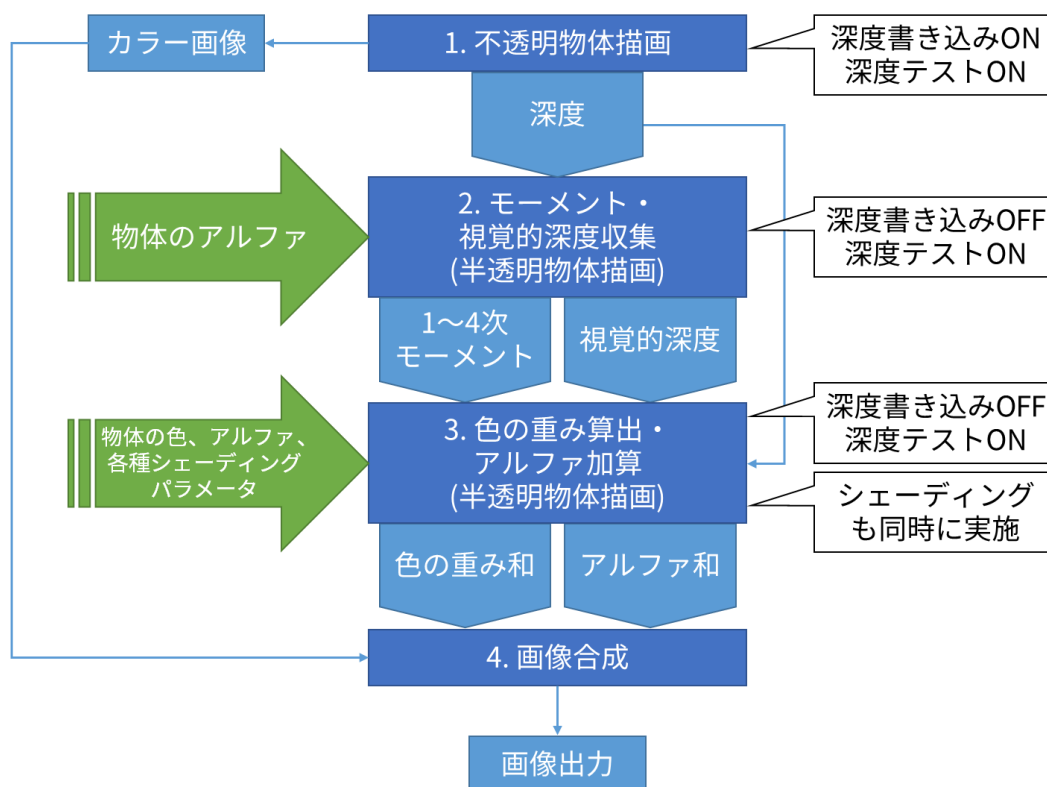 カラー画像
1. 不透明物体描画
深度書き込みON
深度テストON
深度
物体のアルファ
2. モーメント・
視覚的深度収集
(半透明物体描画)
深度書き込みOFF
深度テストON
1～4次
モーメント
視覚的深度
物体の色、アルファ、
各種シェーディング
パラメータ
3. 色の重み算出・
アルファ加算
(半透明物体描画)
深度書き込みOFF
深度テストON
シェーディング
も同時に実施
色の重み和
アルファ和
4. 画像合成
画像出力